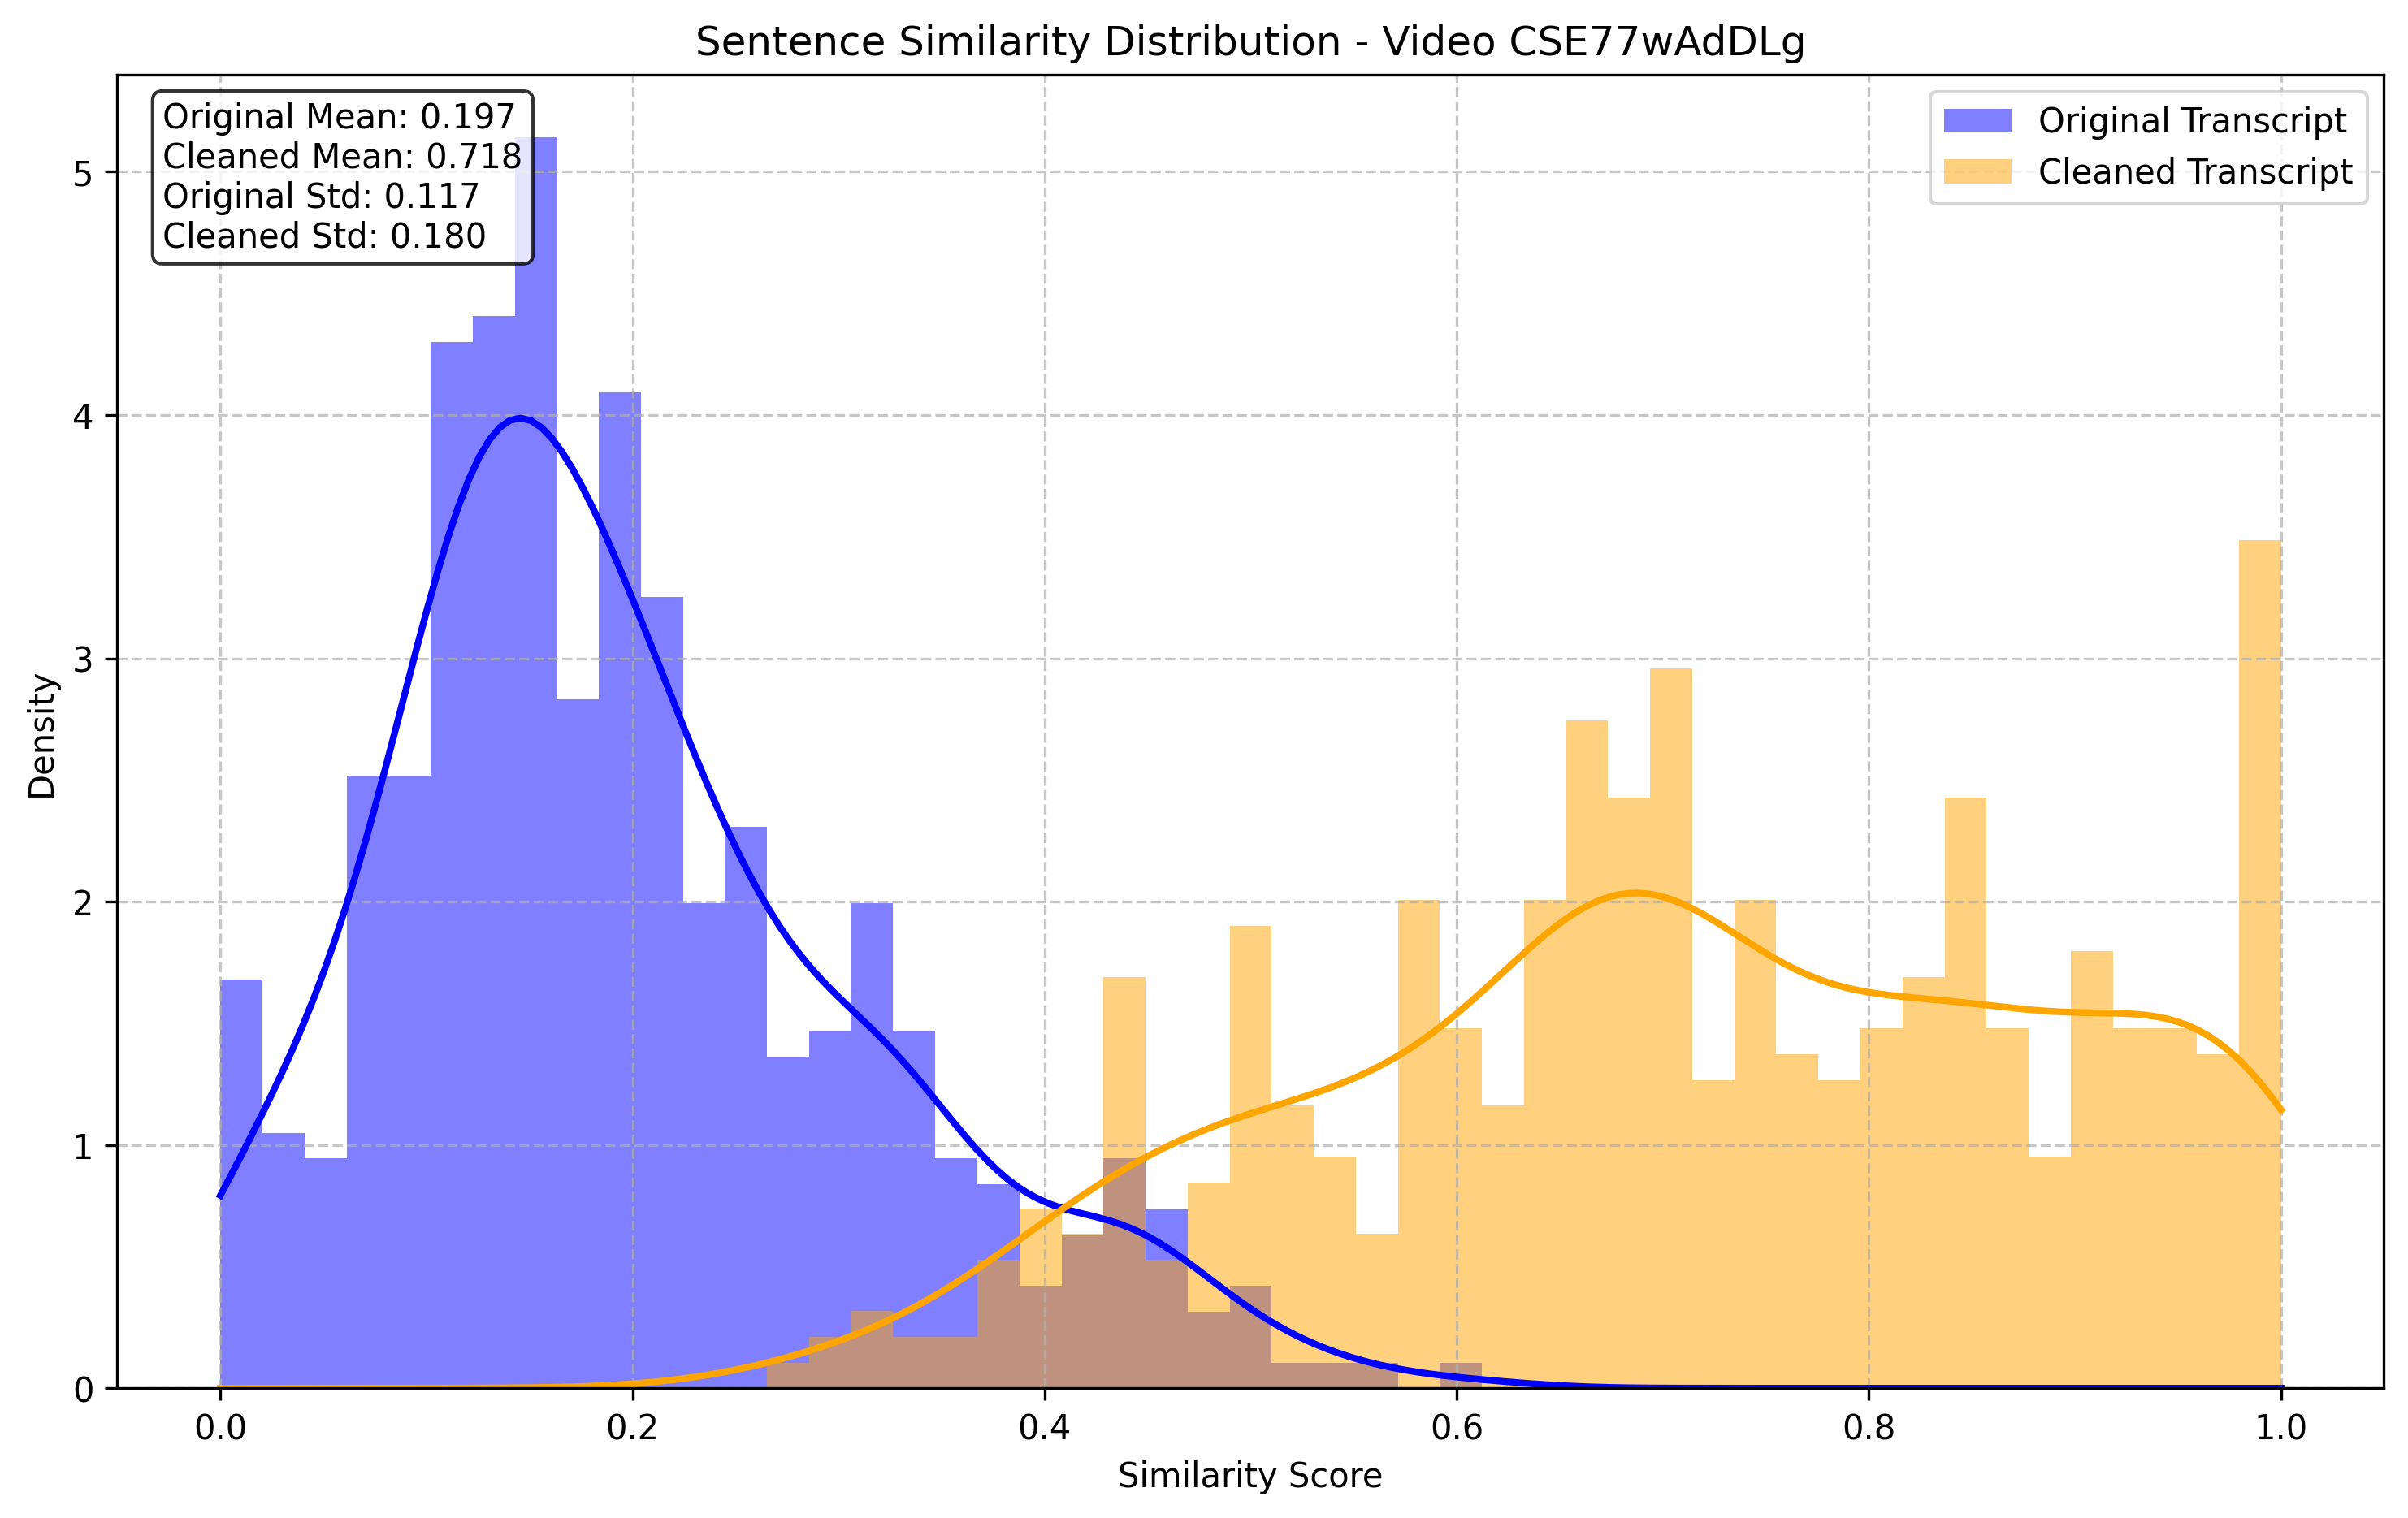 Sentence Similarity Distribution - Video CSE77wAdDLg
Original Mean: 0.197
Cleaned Mean: 0.718
Original Std: 0.117
Cleaned Std: 0.180
Original Transcript
Cleaned Transcript
5
4
3
2
1
0
Density
0.0 0.2 0.4 0.6 0.8 1.0
Similarity Score